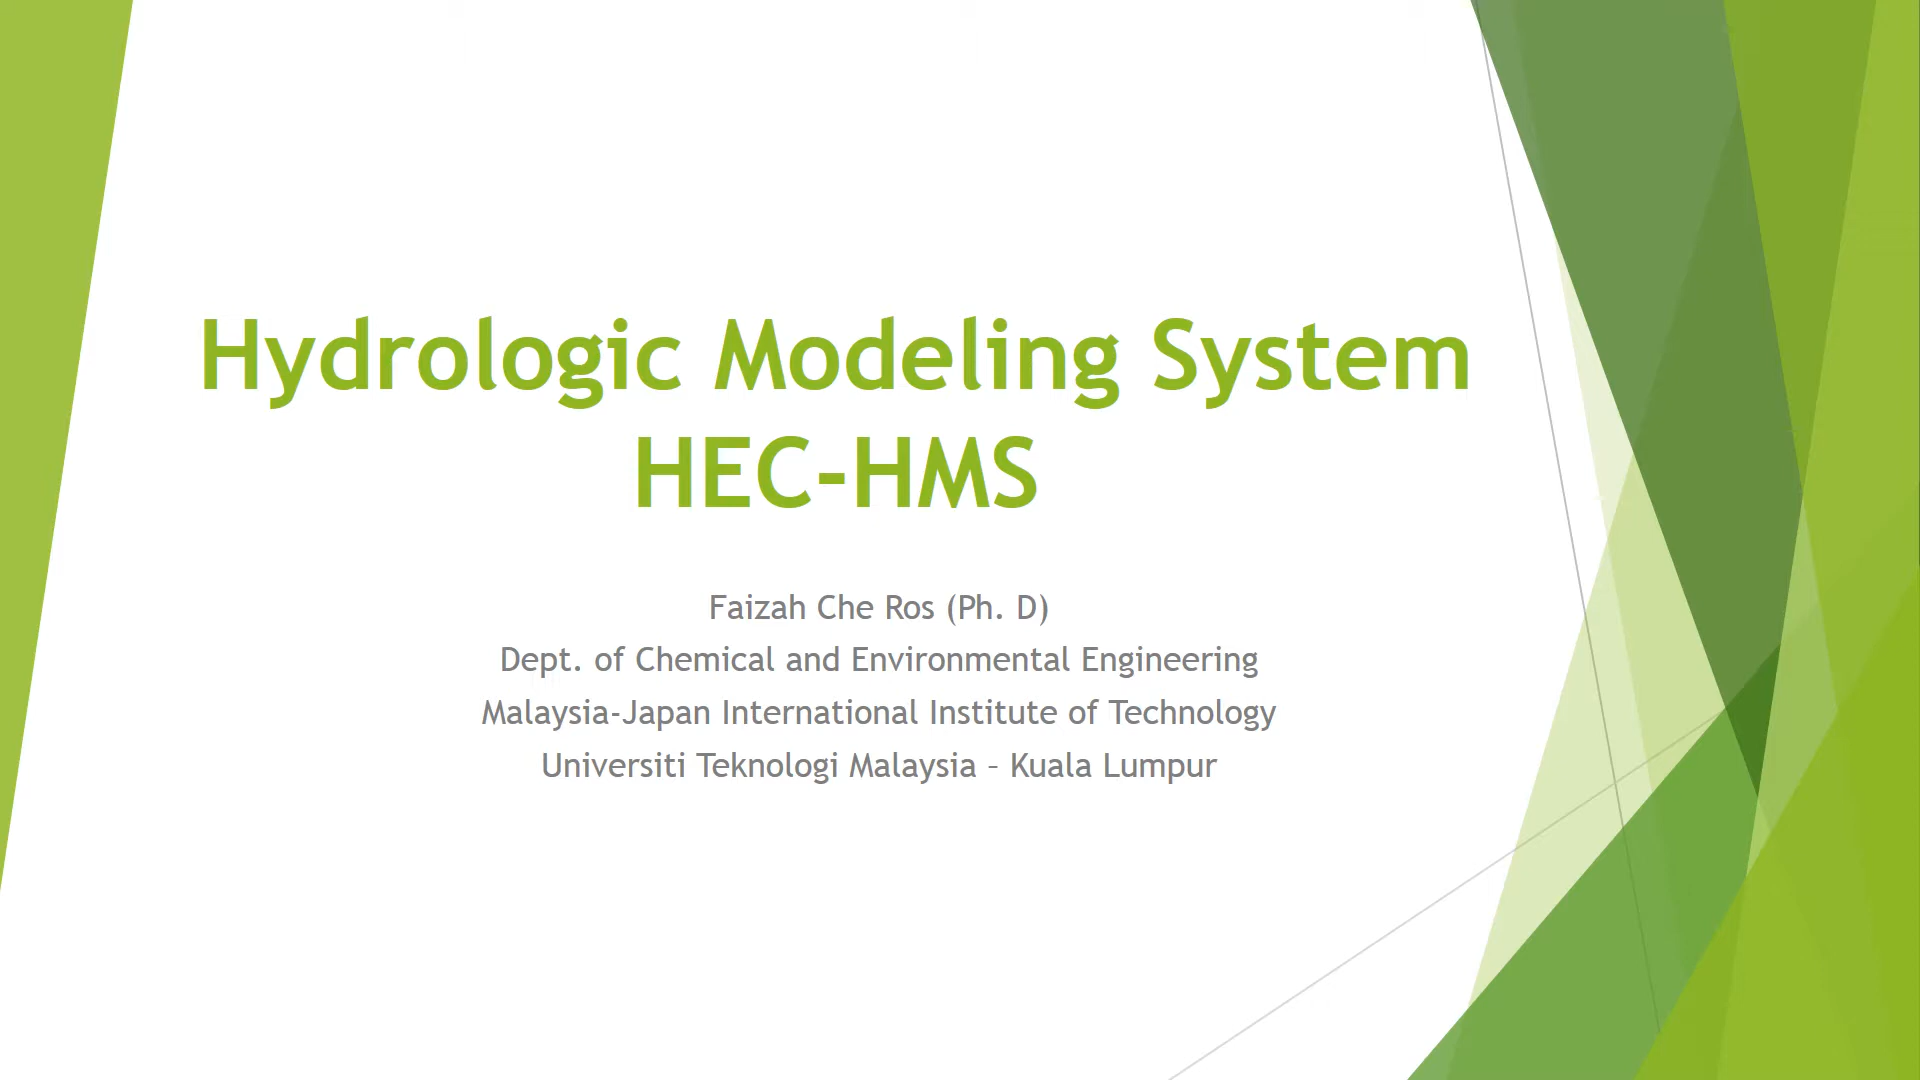 Hydrologic Modeling System
HEC-HMS
Faizah Che Ros (Ph. D)
Dept. of Chemical and Environmental Engineering
Malaysia-Japan International Institute of Technology
Universiti Teknologi Malaysia – Kuala Lumpur